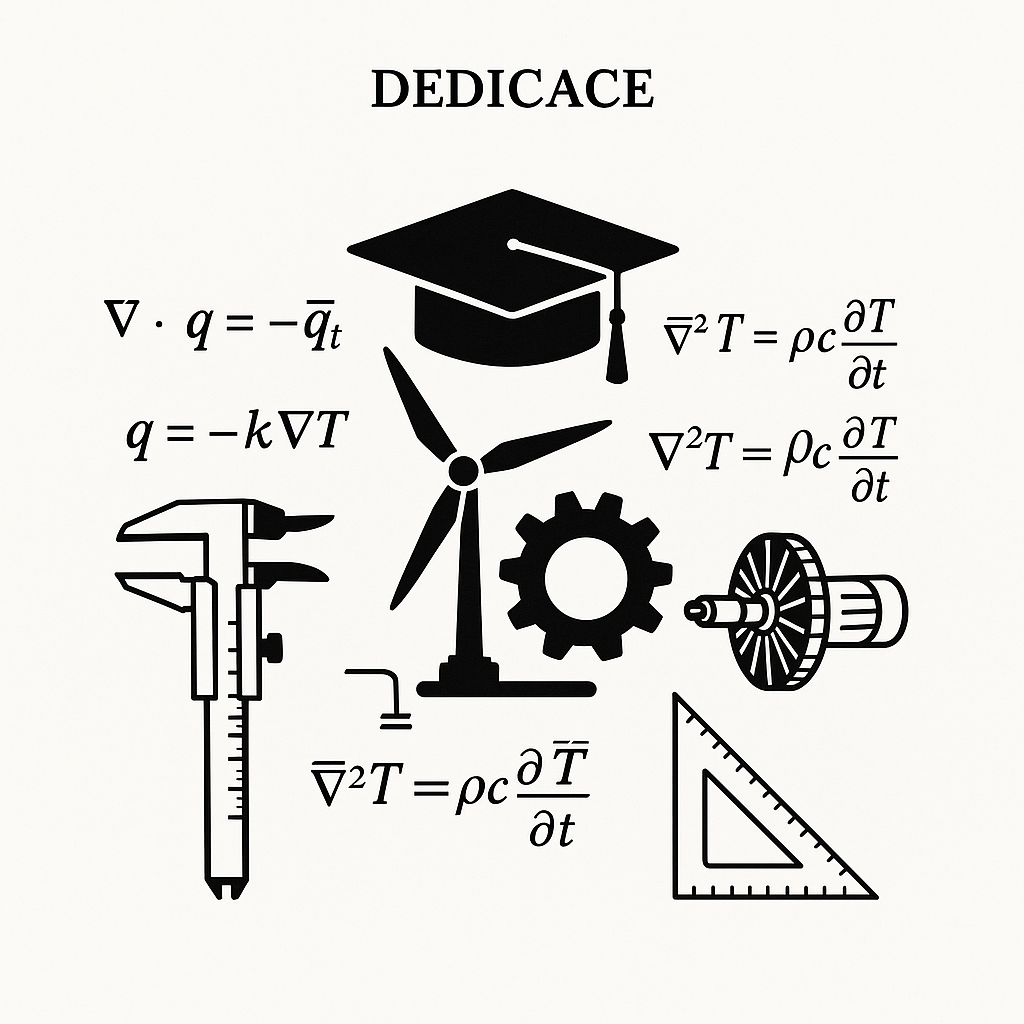 DEDICACE
∇̅ · q = −q̅ₜ
∇̅² T = ρc ∂T/∂t
q = −k∇T
∇²T = ρc ∂T/∂t
∇̅²T = ρc ∂T̅/∂t